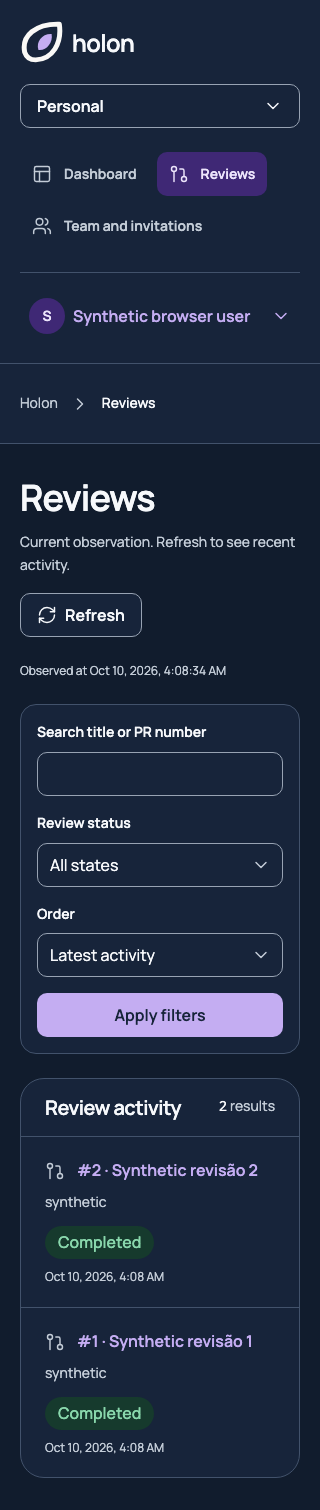 holon
Personal
Dashboard
Reviews
Team and invitations
S
Synthetic browser user
Holon
Reviews
Reviews
Current observation. Refresh to see recent
activity.
Refresh
Observed at Oct 10, 2026, 4:08:34 AM
Search title or PR number
Review status
All states
Order
Latest activity
Apply filters
Review activity
2 results
#2 · Synthetic revisão 2
synthetic
Completed
Oct 10, 2026, 4:08 AM
#1 · Synthetic revisão 1
synthetic
Completed
Oct 10, 2026, 4:08 AM